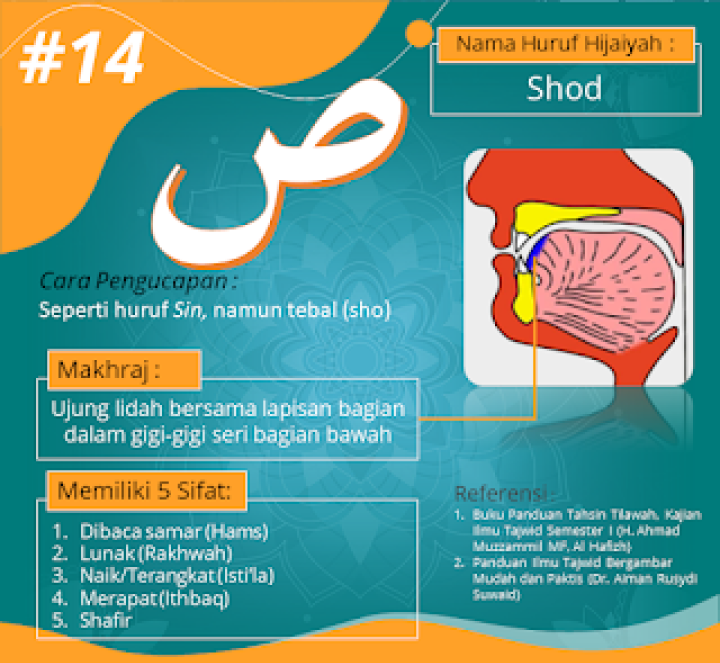 #14
ص
Nama Huruf Hijaiyah :
Shod
Cara Pengucapan :
Seperti huruf Sin, namun tebal (sho)
Makhraj :
Ujung lidah bersama lapisan bagian
dalam gigi-gigi seri bagian bawah
Memiliki 5 Sifat:
1. Dibaca samar (Hams)
2. Lunak (Rakhwah)
3. Naik/Terangkat (Isti'la)
4. Merapat (Ithbaq)
5. Shafir
Referensi :
1. Buku Panduan Tahsin Tilawah, Kajian
Ilmu Tajwid Semester I (H. Ahmad
Muzzammil MF, Al Hafizh)
2. Panduan Ilmu Tajwid Bergambar
Mudah dan Paktis (Dr. Aiman Rusydi
Suwaid)